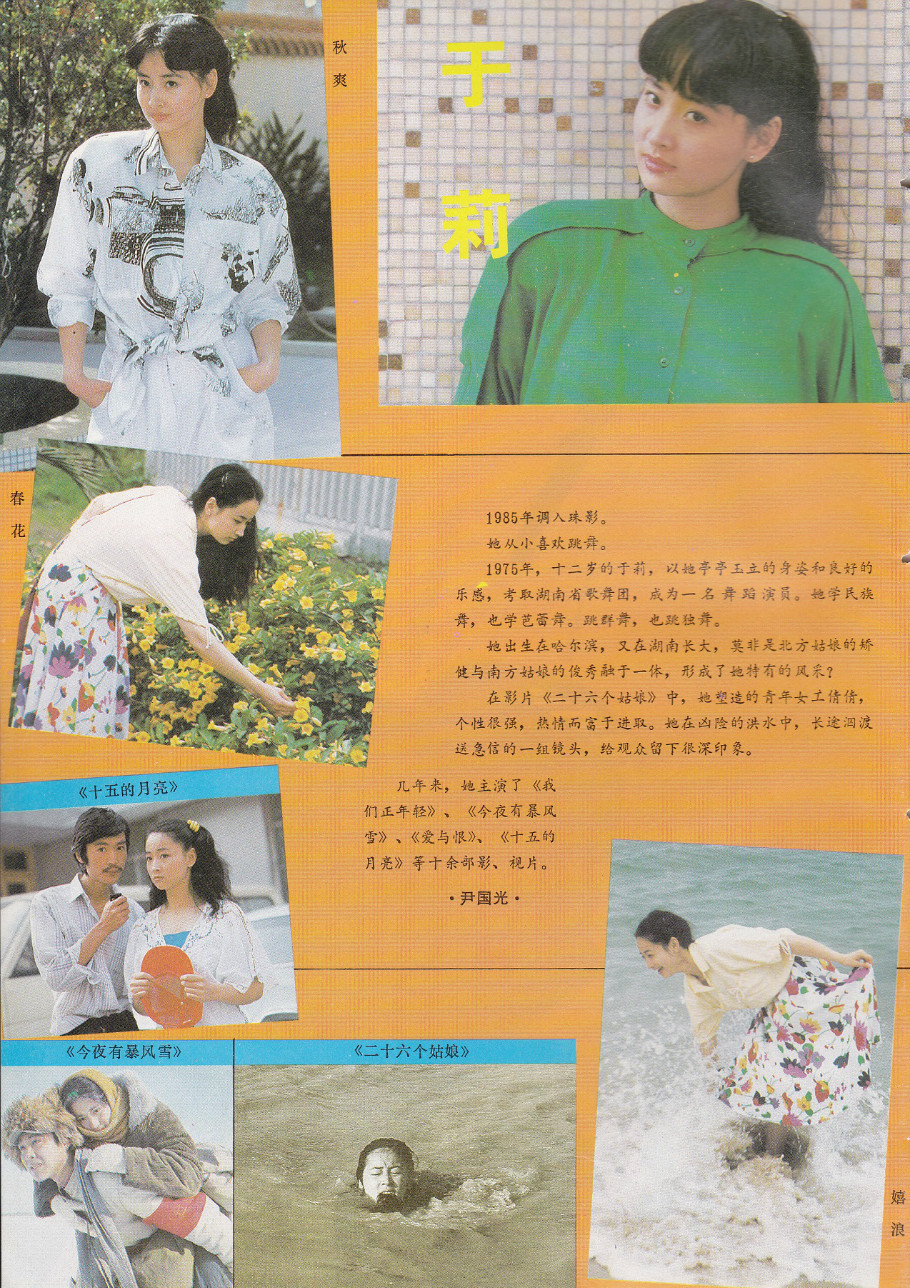 秋爽
于莉
春花
1985年调入珠影。
她从小喜欢跳舞。
1975年，十二岁的于莉，以她亭亭玉立的身姿和良好的
乐感，考取湖南省歌舞团，成为一名舞蹈演员。她学民族
舞，也学芭蕾舞。跳群舞，也跳独舞。
她出生在哈尔滨，又在湖南长大，莫非是北方姑娘的矫
健与南方姑娘的俊秀融于一体，形成了她特有的风采？
在影片《二十六个姑娘》中，她塑造的青年女工倩倩，
个性很强，热情而富于进取。她在凶险的洪水中，长途泅渡
送急信的一组镜头，给观众留下很深印象。
几年来，她主演了《我
们正年轻》、《今夜有暴风
雪》、《爱与恨》、《十五的
月亮》等十余部影、视片。
·尹国光·
《十五的月亮》
《今夜有暴风雪》
《二十六个姑娘》
嬉浪